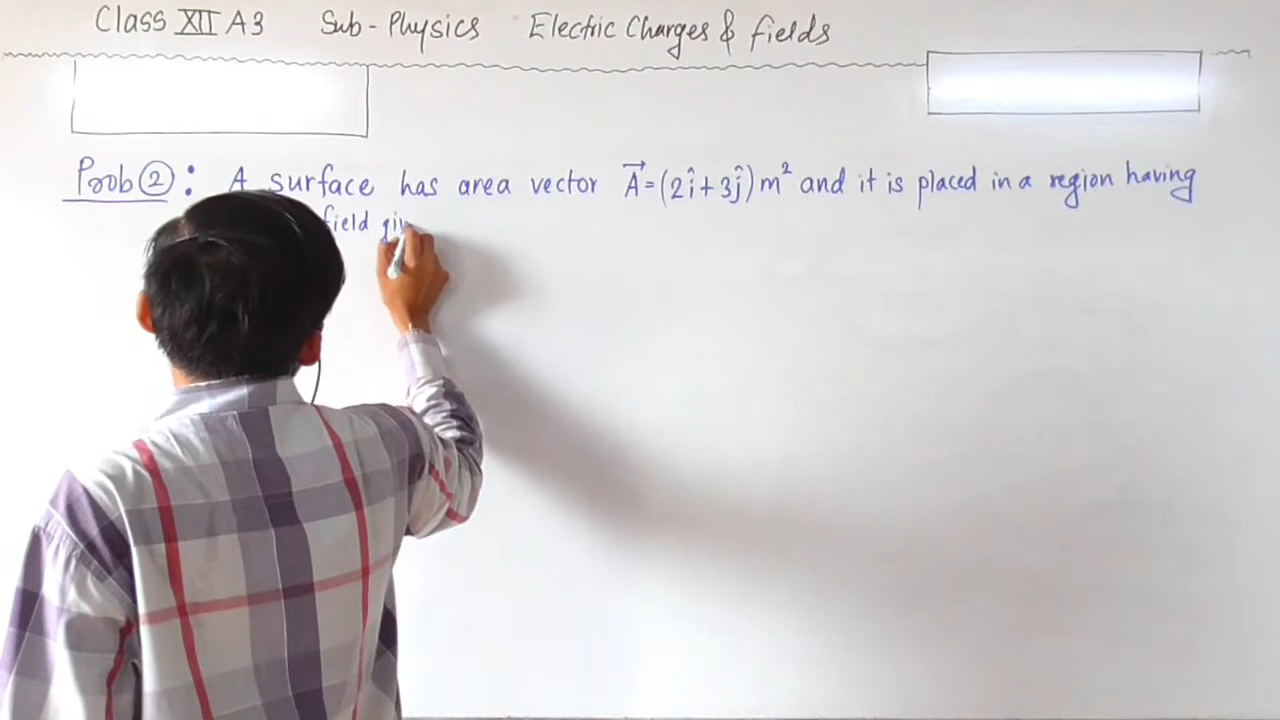 Class XII A3 Sub-Physics Electric Charges & fields
Prob ②: A surface has area vector A⃗=(2î+3ĵ)m² and it is placed in a region having
field